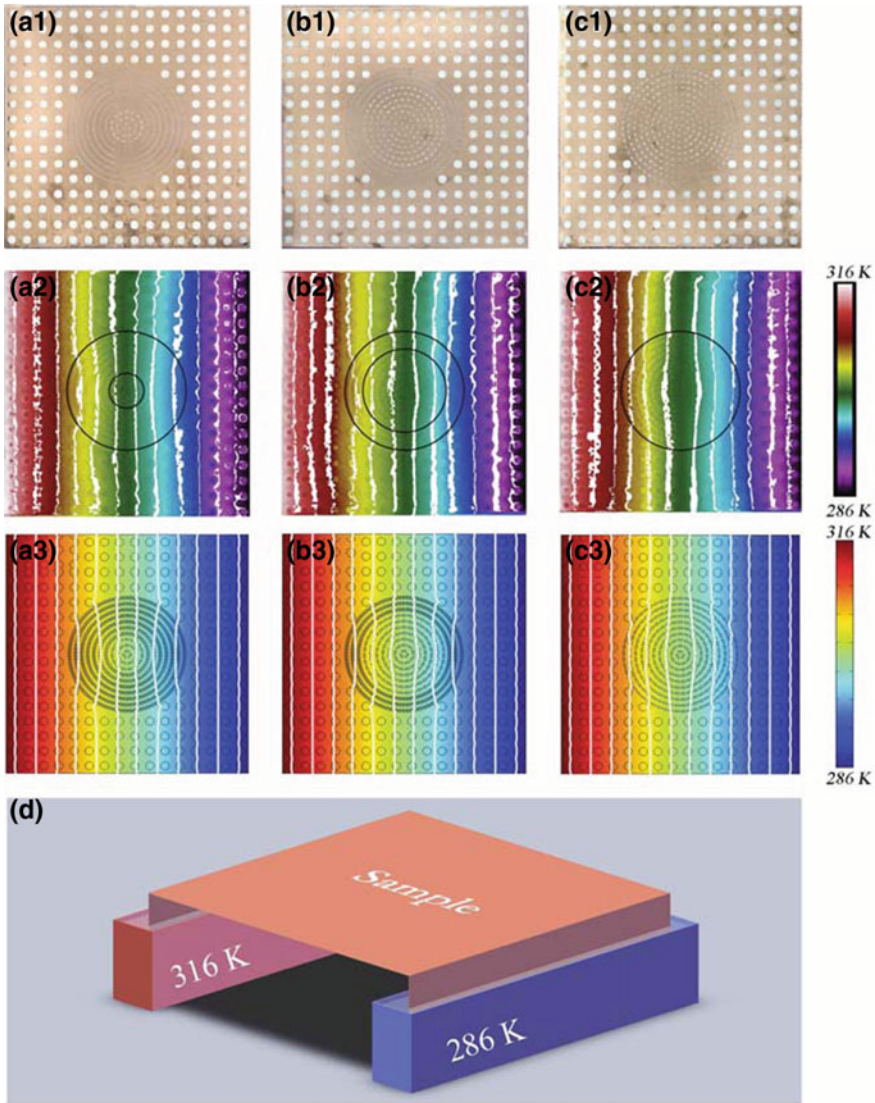 (a1)
(b1)
(c1)
(a2)
(b2)
(c2)
316 K
286 K
(a3)
(b3)
(c3)
316 K
286 K
(d)
Sample
316 K
286 K